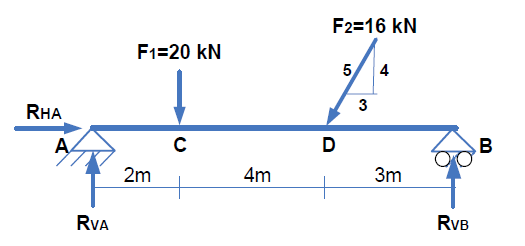 F2=16 kN
F1=20 kN
5 4
3
RHA
A C D B
2m 4m 3m
RVA RVB